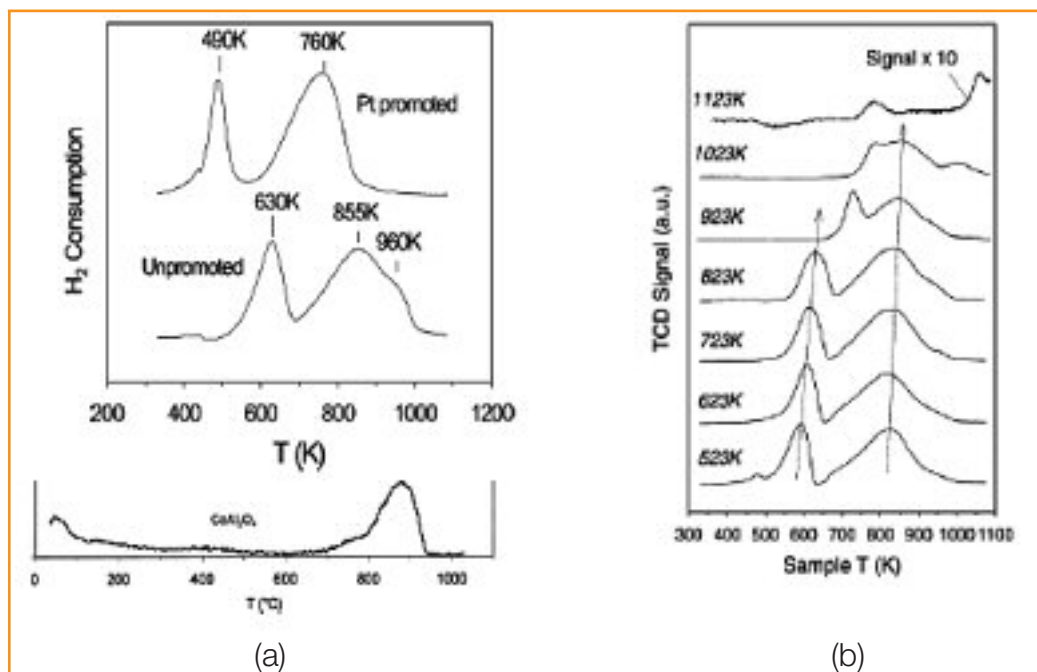 490K 760K
Pt promoted
630K
855K
960K
Unpromoted
H₂ Consumption
200 400 600 800 1000 1200
T (K)
CoAl₂O₄
0 200 400 600 800 1000
T (°C)
(a)
Signal x 10
1123K
1023K
923K
823K
723K
623K
523K
TCD Signal (a.u.)
300 400 500 600 700 800 900 1000 1100
Sample T (K)
(b)